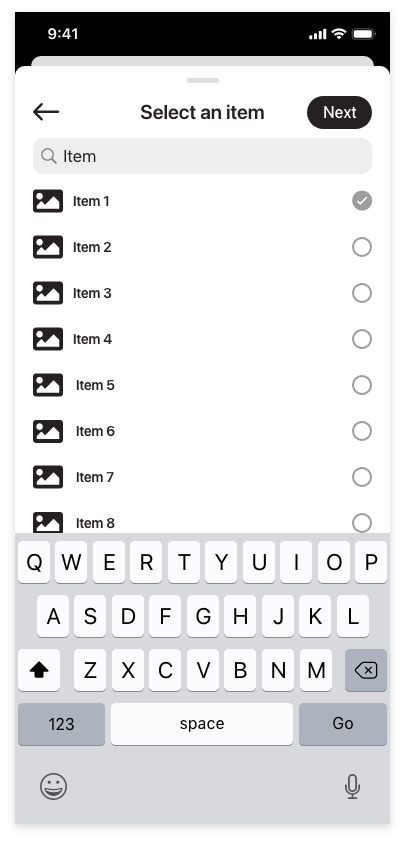 9:41
Select an item
Next
Item
Item 1
Item 2
Item 3
Item 4
Item 5
Item 6
Item 7
Item 8
Q W E R T Y U I O P
A S D F G H J K L
Z X C V B N M
123 space Go